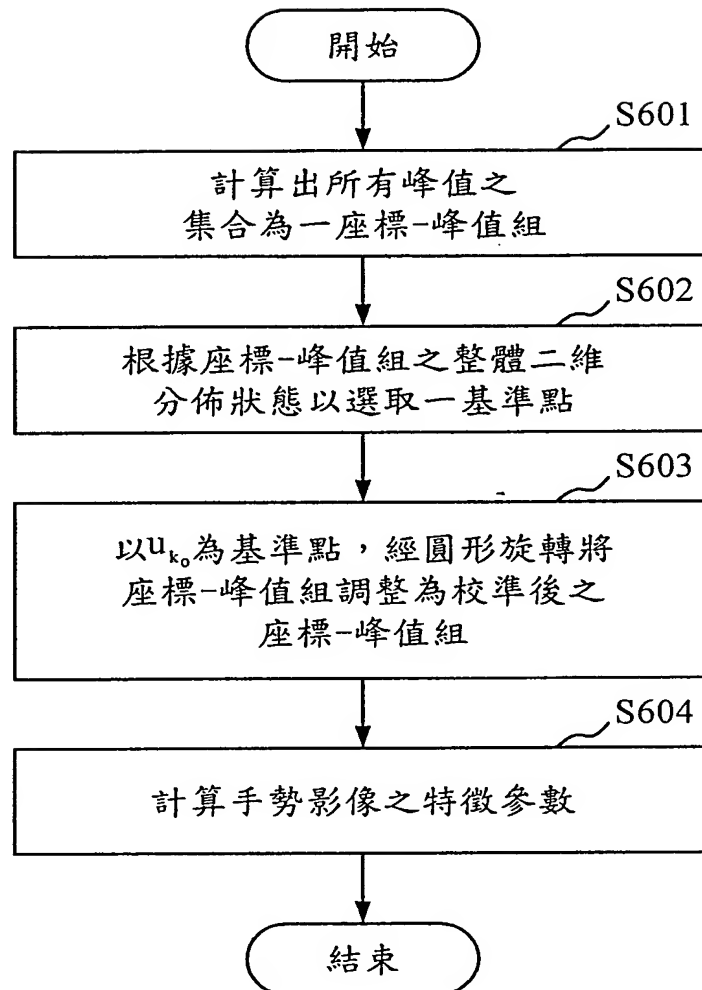 開始
S601
計算出所有峰值之
集合為一座標-峰值組
S602
根據座標-峰值組之整體二維
分佈狀態以選取一基準點
S603
以u_{k_0}為基準點，經圓形旋轉將
座標-峰值組調整為校準後之
座標-峰值組
S604
計算手勢影像之特徵參數
結束